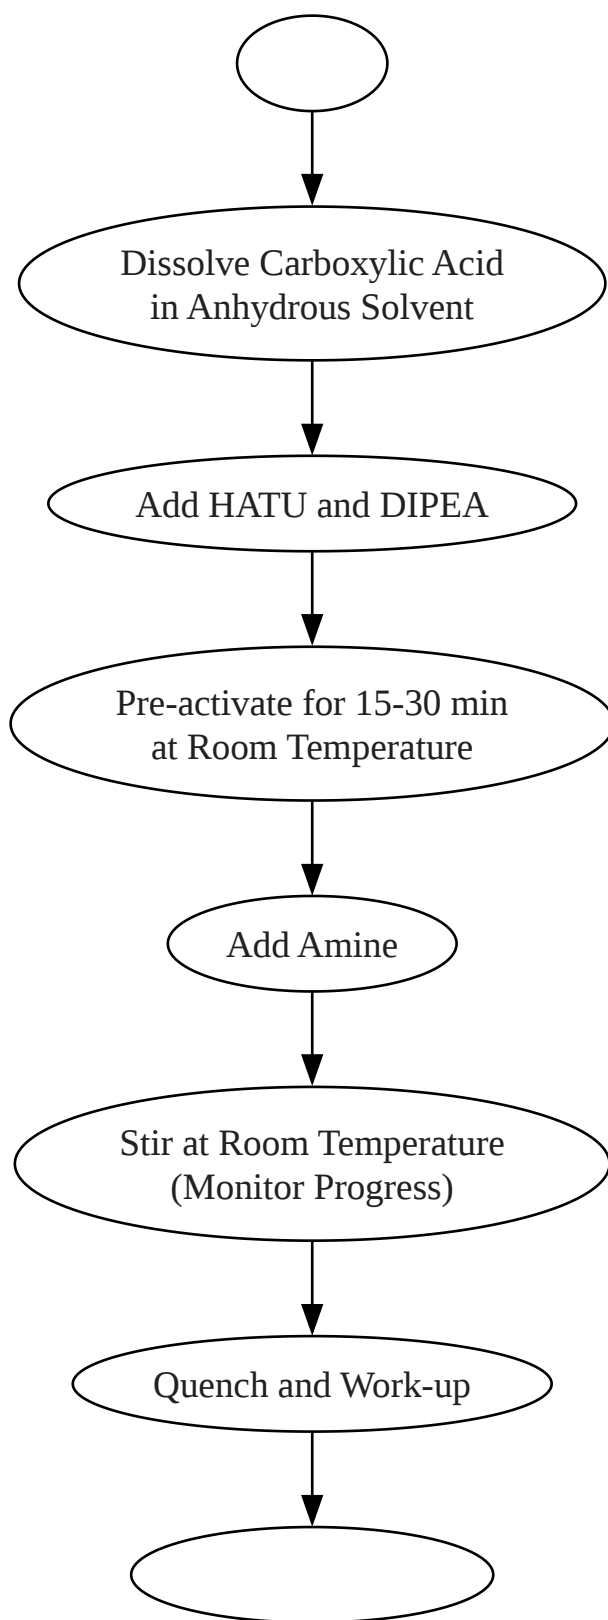 Dissolve Carboxylic Acid
in Anhydrous Solvent
Add HATU and DIPEA
Pre-activate for 15-30 min
at Room Temperature
Add Amine
Stir at Room Temperature
(Monitor Progress)
Quench and Work-up